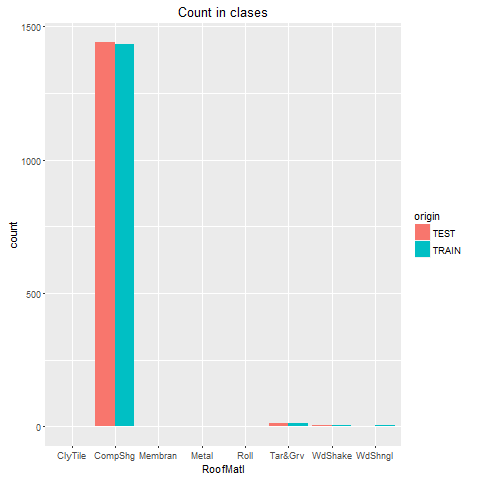 Count in clases
1500
1000
500
0
count
ClyTile CompShg Membran Metal Roll Tar&Grv WdShake WdShngl
RoofMatl
origin
TEST
TRAIN